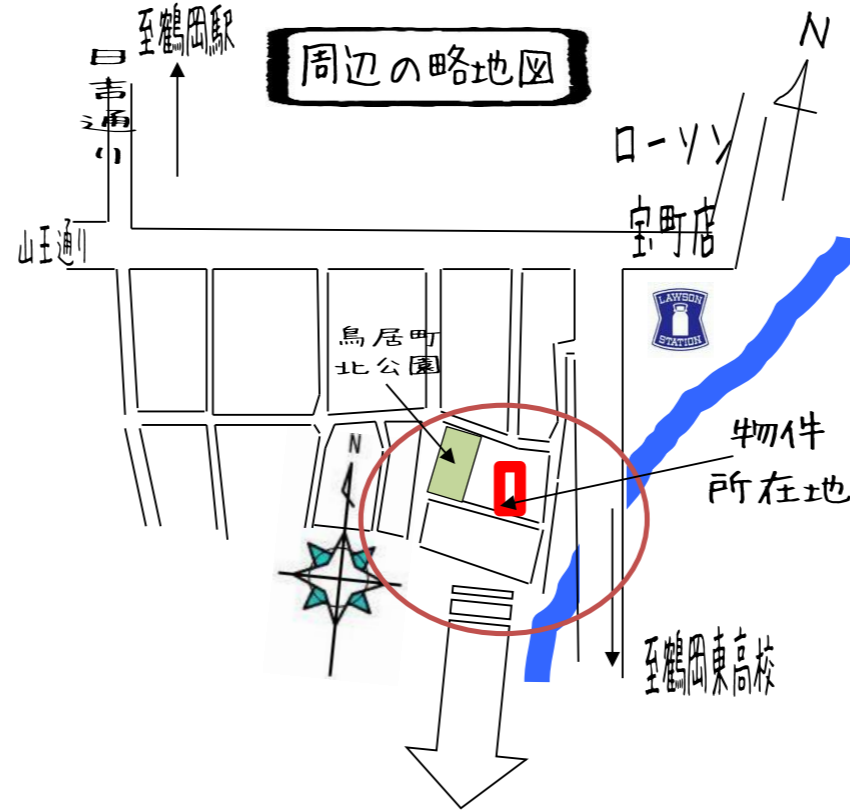 至鶴岡駅
周辺の略地図
N
日吉通り
ローソン
宝町店
山王通り
LAWSON
STATION
鳥居町
北公園
物件
所在地
N
至鶴岡東高校